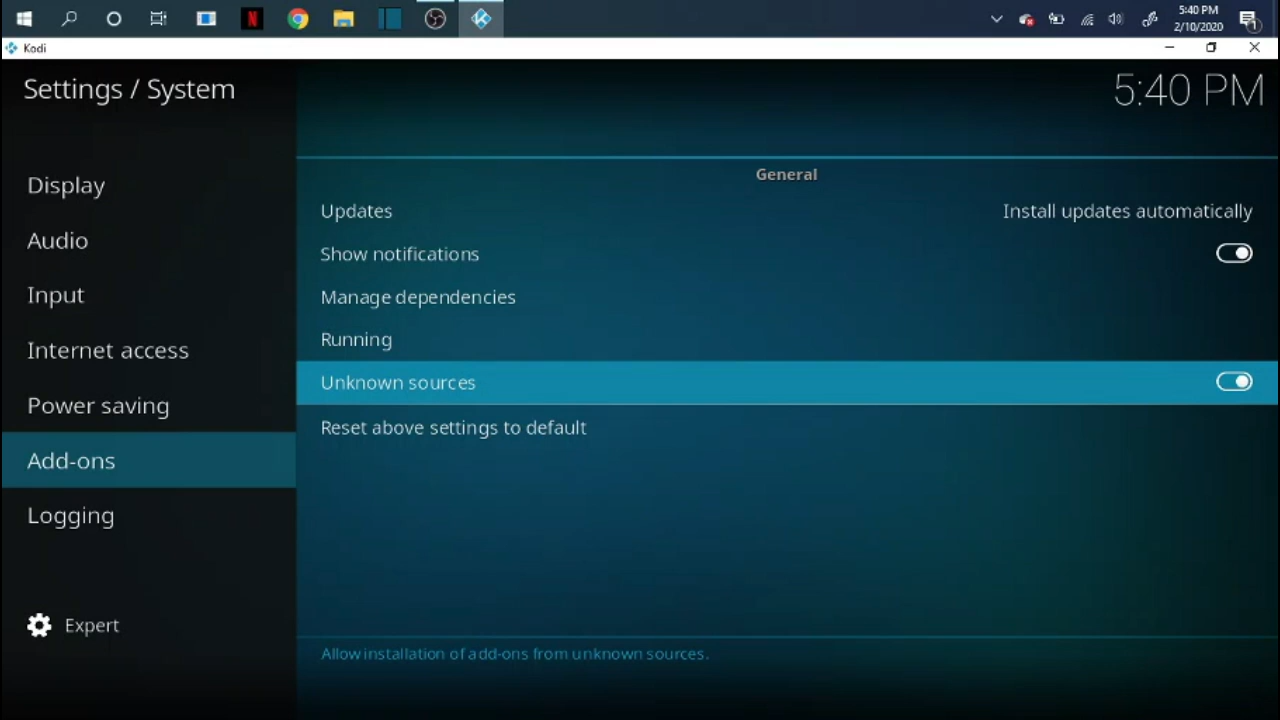 5:40 PM
2/10/2020
1
Kodi
Settings / System
5:40 PM
Display
Audio
Input
Internet access
Power saving
Add-ons
Logging
Expert
General
Updates Install updates automatically
Show notifications
Manage dependencies
Running
Unknown sources
Reset above settings to default
Allow installation of add-ons from unknown sources.